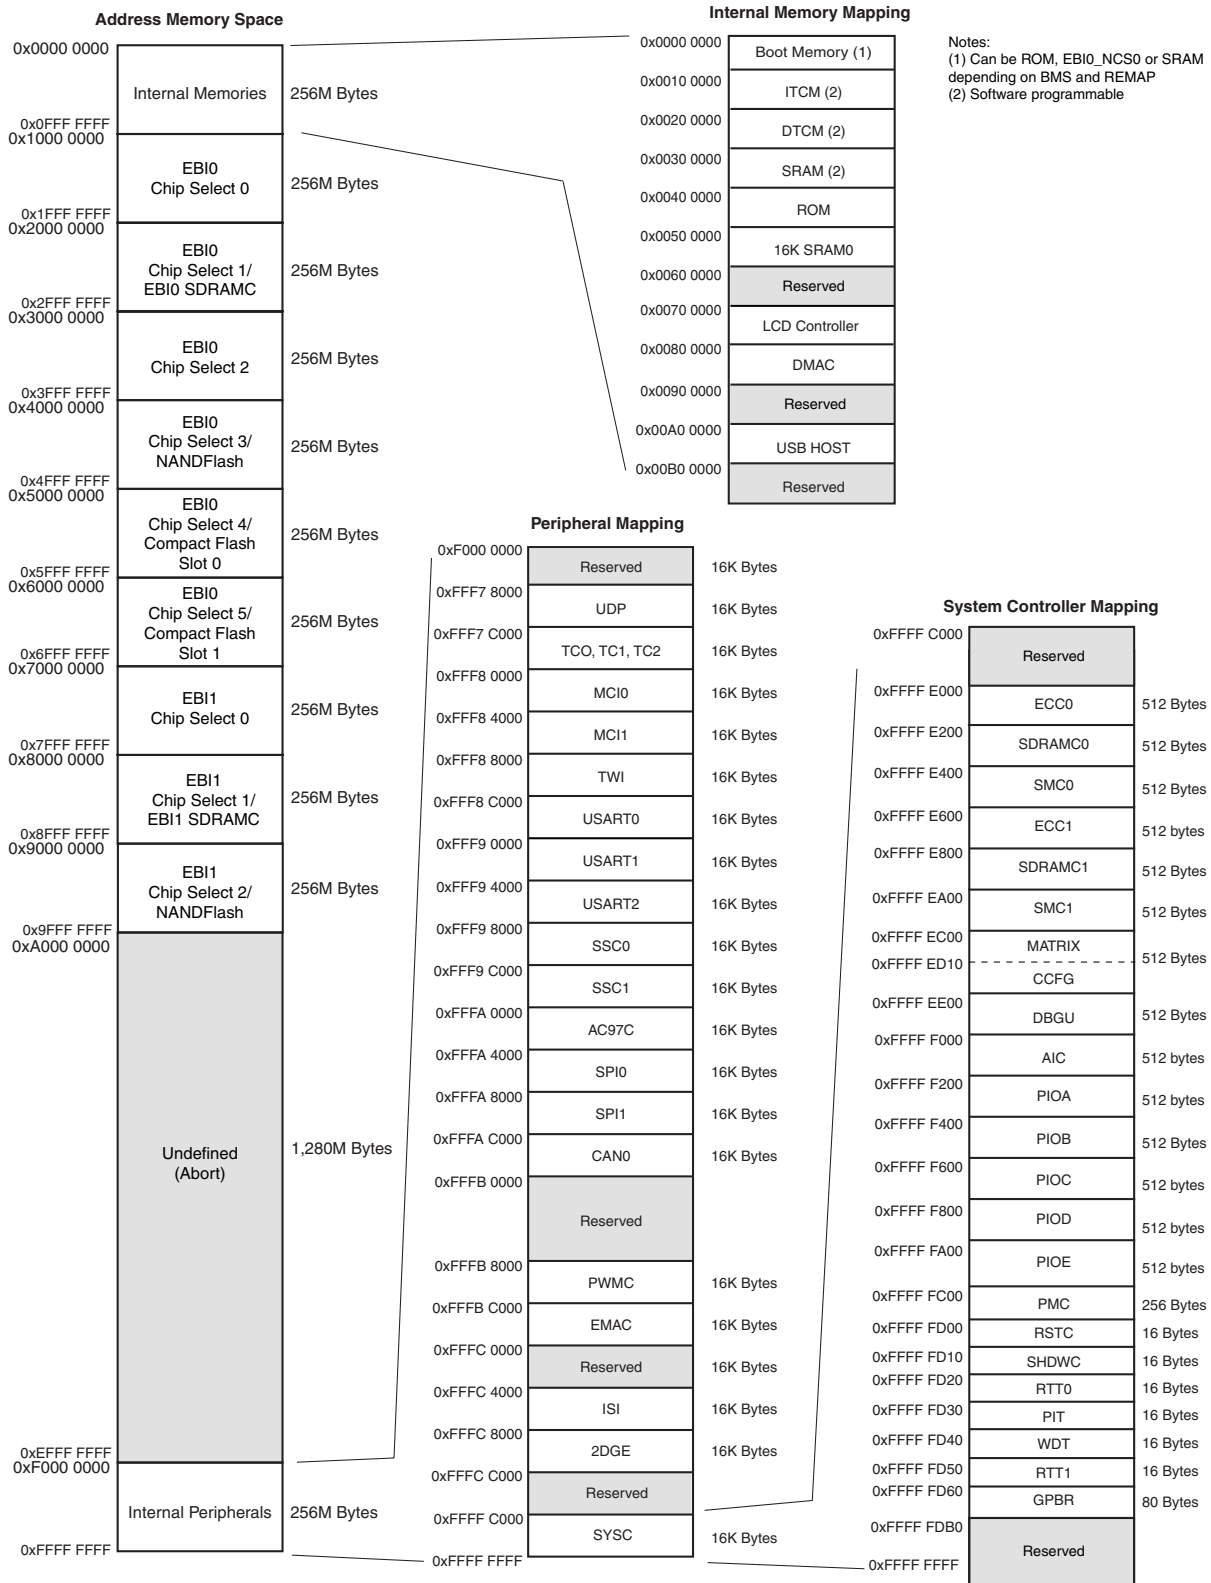 Address Memory Space
0x0000 0000
Internal Memories
256M Bytes
0x0FFF FFFF
0x1000 0000
EBI0
Chip Select 0
256M Bytes
0x1FFF FFFF
0x2000 0000
EBI0
Chip Select 1/
EBI0 SDRAMC
256M Bytes
0x2FFF FFFF
0x3000 0000
EBI0
Chip Select 2
256M Bytes
0x3FFF FFFF
0x4000 0000
EBI0
Chip Select 3/
NANDFlash
256M Bytes
0x4FFF FFFF
0x5000 0000
EBI0
Chip Select 4/
Compact Flash
Slot 0
256M Bytes
0x5FFF FFFF
0x6000 0000
EBI0
Chip Select 5/
Compact Flash
Slot 1
256M Bytes
0x6FFF FFFF
0x7000 0000
EBI1
Chip Select 0
256M Bytes
0x7FFF FFFF
0x8000 0000
EBI1
Chip Select 1/
EBI1 SDRAMC
256M Bytes
0x8FFF FFFF
0x9000 0000
EBI1
Chip Select 2/
NANDFlash
256M Bytes
0x9FFF FFFF
0xA000 0000
Undefined
(Abort)
1,280M Bytes
0xEFFF FFFF
0xF000 0000
Internal Peripherals
256M Bytes
0xFFFF FFFF
Internal Memory Mapping
0x0000 0000
Boot Memory (1)
0x0010 0000
ITCM (2)
0x0020 0000
DTCM (2)
0x0030 0000
SRAM (2)
0x0040 0000
ROM
0x0050 0000
16K SRAM0
0x0060 0000
Reserved
0x0070 0000
LCD Controller
0x0080 0000
DMAC
0x0090 0000
Reserved
0x00A0 0000
USB HOST
0x00B0 0000
Reserved
Notes:
(1) Can be ROM, EBI0_NCS0 or SRAM
depending on BMS and REMAP
(2) Software programmable
Peripheral Mapping
0xF000 0000
Reserved
16K Bytes
0xFFF7 8000
UDP
16K Bytes
0xFFF7 C000
TCO, TC1, TC2
16K Bytes
0xFFF8 0000
MCI0
16K Bytes
0xFFF8 4000
MCI1
16K Bytes
0xFFF8 8000
TWI
16K Bytes
0xFFF8 C000
USART0
16K Bytes
0xFFF9 0000
USART1
16K Bytes
0xFFF9 4000
USART2
16K Bytes
0xFFF9 8000
SSC0
16K Bytes
0xFFF9 C000
SSC1
16K Bytes
0xFFFA 0000
AC97C
16K Bytes
0xFFFA 4000
SPI0
16K Bytes
0xFFFA 8000
SPI1
16K Bytes
0xFFFA C000
CAN0
16K Bytes
0xFFFB 0000
Reserved
0xFFFB 8000
PWMC
16K Bytes
0xFFFB C000
EMAC
16K Bytes
0xFFFC 0000
Reserved
16K Bytes
0xFFFC 4000
ISI
16K Bytes
0xFFFC 8000
2DGE
16K Bytes
0xFFFC C000
Reserved
0xFFFF C000
SYSC
16K Bytes
0xFFFF FFFF
System Controller Mapping
0xFFFF C000
Reserved
0xFFFF E000
ECC0
512 Bytes
0xFFFF E200
SDRAMC0
512 Bytes
0xFFFF E400
SMC0
512 Bytes
0xFFFF E600
ECC1
512 bytes
0xFFFF E800
SDRAMC1
512 Bytes
0xFFFF EA00
SMC1
512 Bytes
0xFFFF EC00
MATRIX
512 Bytes
0xFFFF ED10
CCFG
0xFFFF EE00
DBGU
512 Bytes
0xFFFF F000
AIC
512 bytes
0xFFFF F200
PIOA
512 bytes
0xFFFF F400
PIOB
512 Bytes
0xFFFF F600
PIOC
512 bytes
0xFFFF F800
PIOD
512 bytes
0xFFFF FA00
PIOE
512 bytes
0xFFFF FC00
PMC
256 Bytes
0xFFFF FD00
RSTC
16 Bytes
0xFFFF FD10
SHDWC
16 Bytes
0xFFFF FD20
RTT0
16 Bytes
0xFFFF FD30
PIT
16 Bytes
0xFFFF FD40
WDT
16 Bytes
0xFFFF FD50
RTT1
16 Bytes
0xFFFF FD60
GPBR
80 Bytes
0xFFFF FDB0
Reserved
0xFFFF FFFF